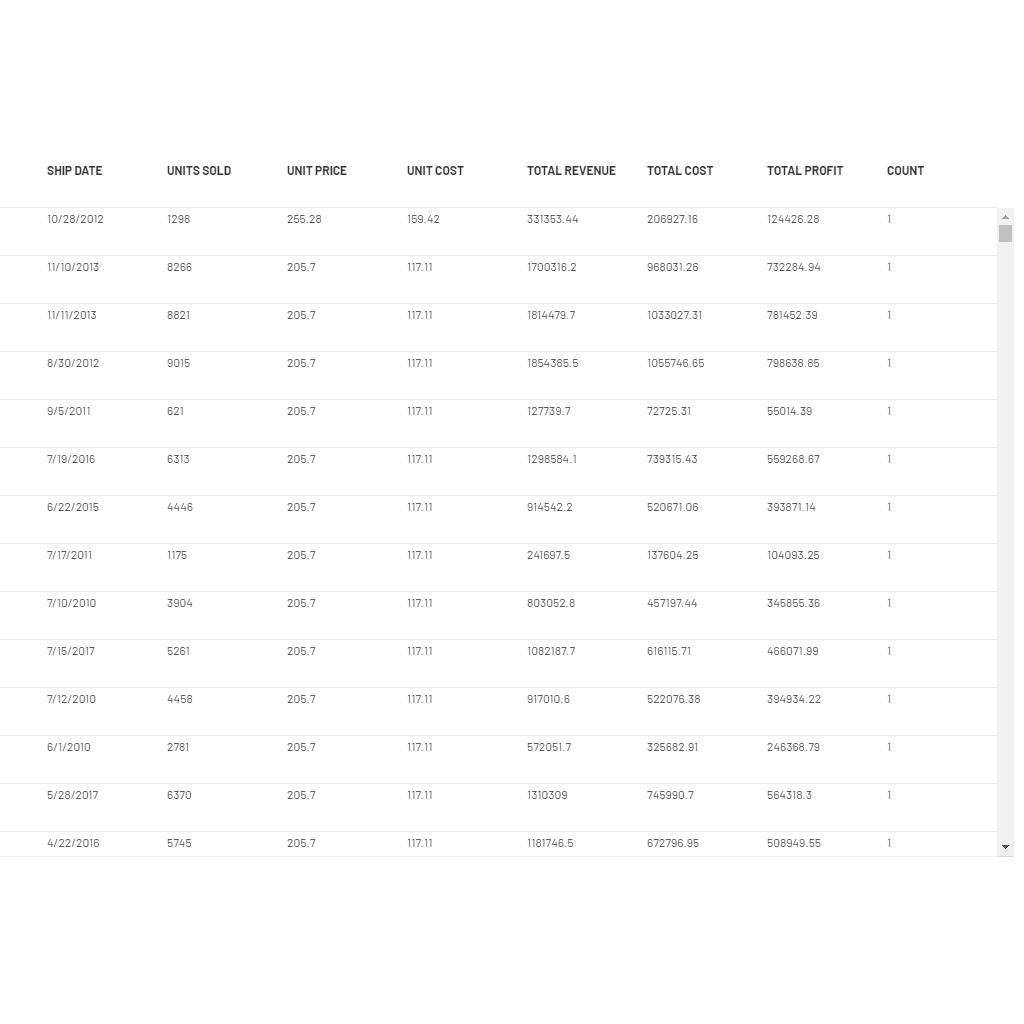 SHIP DATE UNITS SOLD UNIT PRICE UNIT COST TOTAL REVENUE TOTAL COST TOTAL PROFIT COUNT
10/28/2012 1298 255.28 159.42 331353.44 206927.16 124426.28 1
11/10/2013 8266 205.7 117.11 1700316.2 968031.26 732284.94 1
11/11/2013 8821 205.7 117.11 1814479.7 1033027.31 781452.39 1
8/30/2012 9015 205.7 117.11 1854385.5 1055746.65 798638.85 1
9/5/2011 621 205.7 117.11 127739.7 72725.31 55014.39 1
7/19/2016 6313 205.7 117.11 1298584.1 739315.43 559268.67 1
6/22/2015 4446 205.7 117.11 914542.2 520671.06 393871.14 1
7/17/2011 1175 205.7 117.11 241697.5 137604.25 104093.25 1
7/10/2010 3904 205.7 117.11 803052.8 457197.44 345855.36 1
7/15/2017 5261 205.7 117.11 1082187.7 616115.71 466071.99 1
7/12/2010 4458 205.7 117.11 917010.6 522076.38 394934.22 1
6/1/2010 2781 205.7 117.11 572051.7 325682.91 246368.79 1
5/28/2017 6370 205.7 117.11 1310309 745990.7 564318.3 1
4/22/2016 5745 205.7 117.11 1181746.5 672796.95 508949.55 1